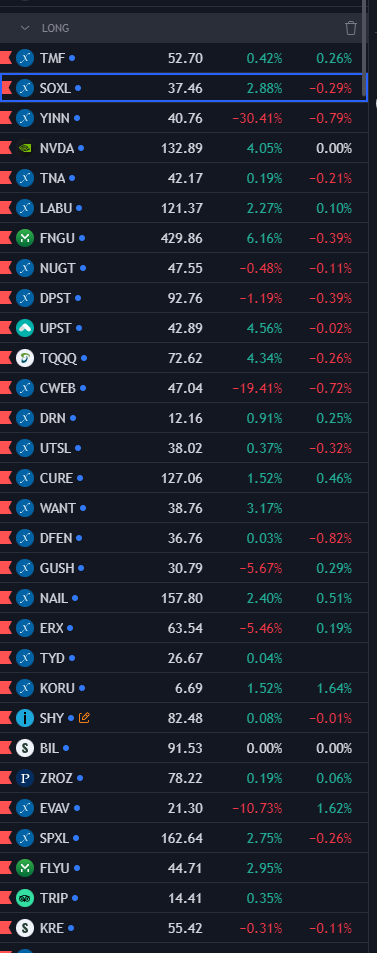 LONG
TMF 52.70 0.42% 0.26%
SOXL 37.46 2.88% −0.29%
YINN 40.76 −30.41% −0.79%
NVDA 132.89 4.05% 0.00%
TNA 42.17 0.19% −0.21%
LABU 121.37 2.27% 0.10%
FNGU 429.86 6.16% −0.39%
NUGT 47.55 −0.48% −0.11%
DPST 92.76 −1.19% −0.39%
UPST 42.89 4.56% −0.02%
TQQQ 72.62 4.34% −0.26%
CWEB 47.04 −19.41% −0.72%
DRN 12.16 0.91% 0.25%
UTSL 38.02 0.37% −0.32%
CURE 127.06 1.52% 0.46%
WANT 38.76 3.17%
DFEN 36.76 0.03% −0.82%
GUSH 30.79 −5.67% 0.29%
NAIL 157.80 2.40% 0.51%
ERX 63.54 −5.46% 0.19%
TYD 26.67 0.04%
KORU 6.69 1.52% 1.64%
SHY 82.48 0.08% −0.01%
S BIL 91.53 0.00% 0.00%
P ZROZ 78.22 0.19% 0.06%
EVAV 21.30 −10.73% 1.62%
SPXL 162.64 2.75% −0.26%
FLYU 44.71 2.95%
TRIP 14.41 0.35%
S KRE 55.42 −0.31% −0.11%